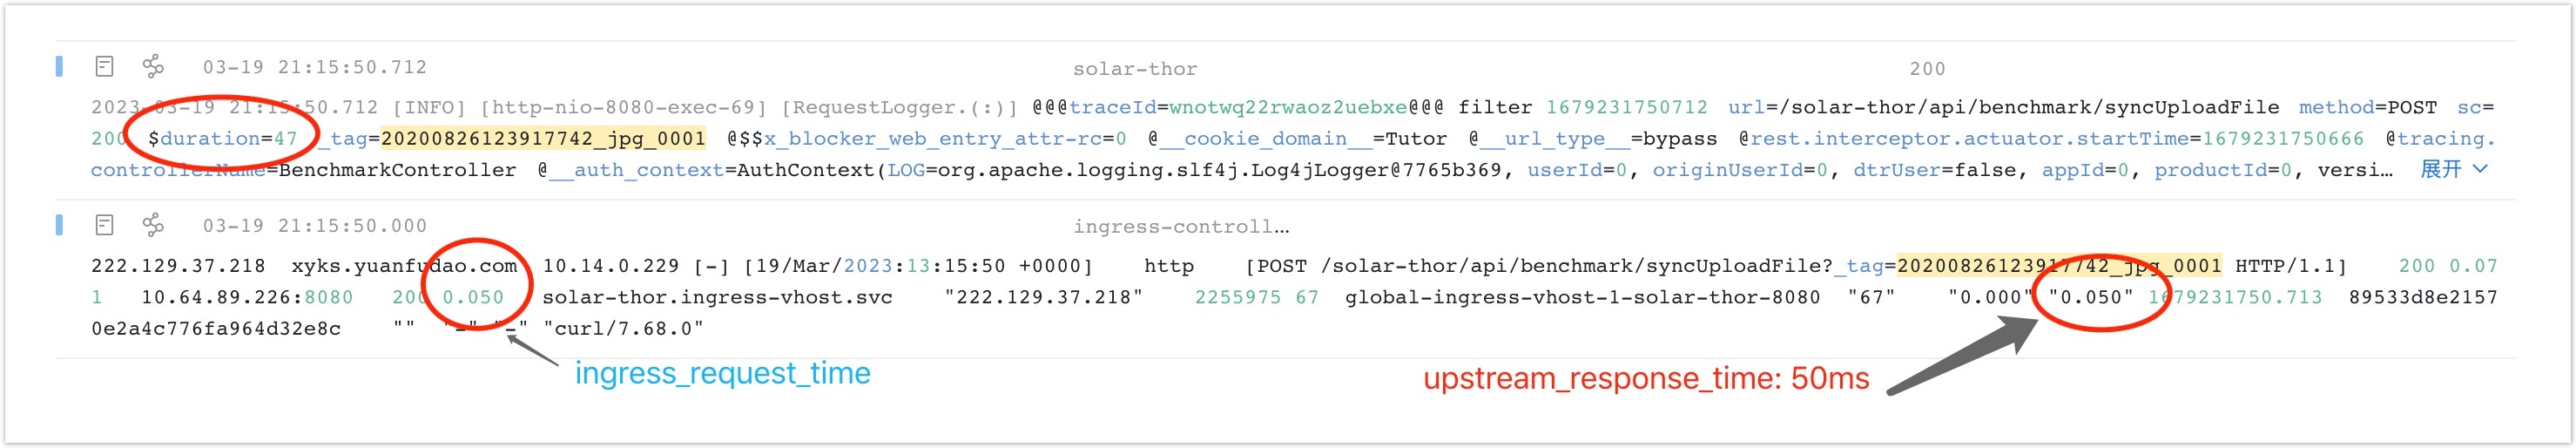 03-19 21:15:50.712 solar-thor 200
2023-03-19 21:15:50.712 [INFO] [http-nio-8080-exec-69] [RequestLogger.(:)] @@@traceId=wnotwq22rwaoz2uebxe@@@ filter 1679231750712 url=/solar-thor/api/benchmark/syncUploadFile method=POST sc=
200 $duration=47 _tag=20200826123917742_jpg_0001 @$$x_blocker_web_entry_attr-rc=0 @__cookie_domain__=Tutor @__url_type__=bypass @rest.interceptor.actuator.startTime=1679231750666 @tracing.
controllerName=BenchmarkController @__auth_context=AuthContext(LOG=org.apache.logging.slf4j.Log4jLogger@7765b369, userId=0, originUserId=0, dtrUser=false, appId=0, productId=0, versi… 展开
03-19 21:15:50.000 ingress-controll…
222.129.37.218 xyks.yuanfudao.com 10.14.0.229 [-] [19/Mar/2023:13:15:50 +0000] http [POST /solar-thor/api/benchmark/syncUploadFile?_tag=20200826123917742_jpg_0001 HTTP/1.1] 200 0.07
1 10.64.89.226:8080 200 0.050 solar-thor.ingress-vhost.svc "222.129.37.218" 2255975 67 global-ingress-vhost-1-solar-thor-8080 "67" "0.000" "0.050" 1679231750.713 89533d8e2157
0e2a4c776fa964d32e8c "" "-" "-" "curl/7.68.0"
ingress_request_time
upstream_response_time: 50ms